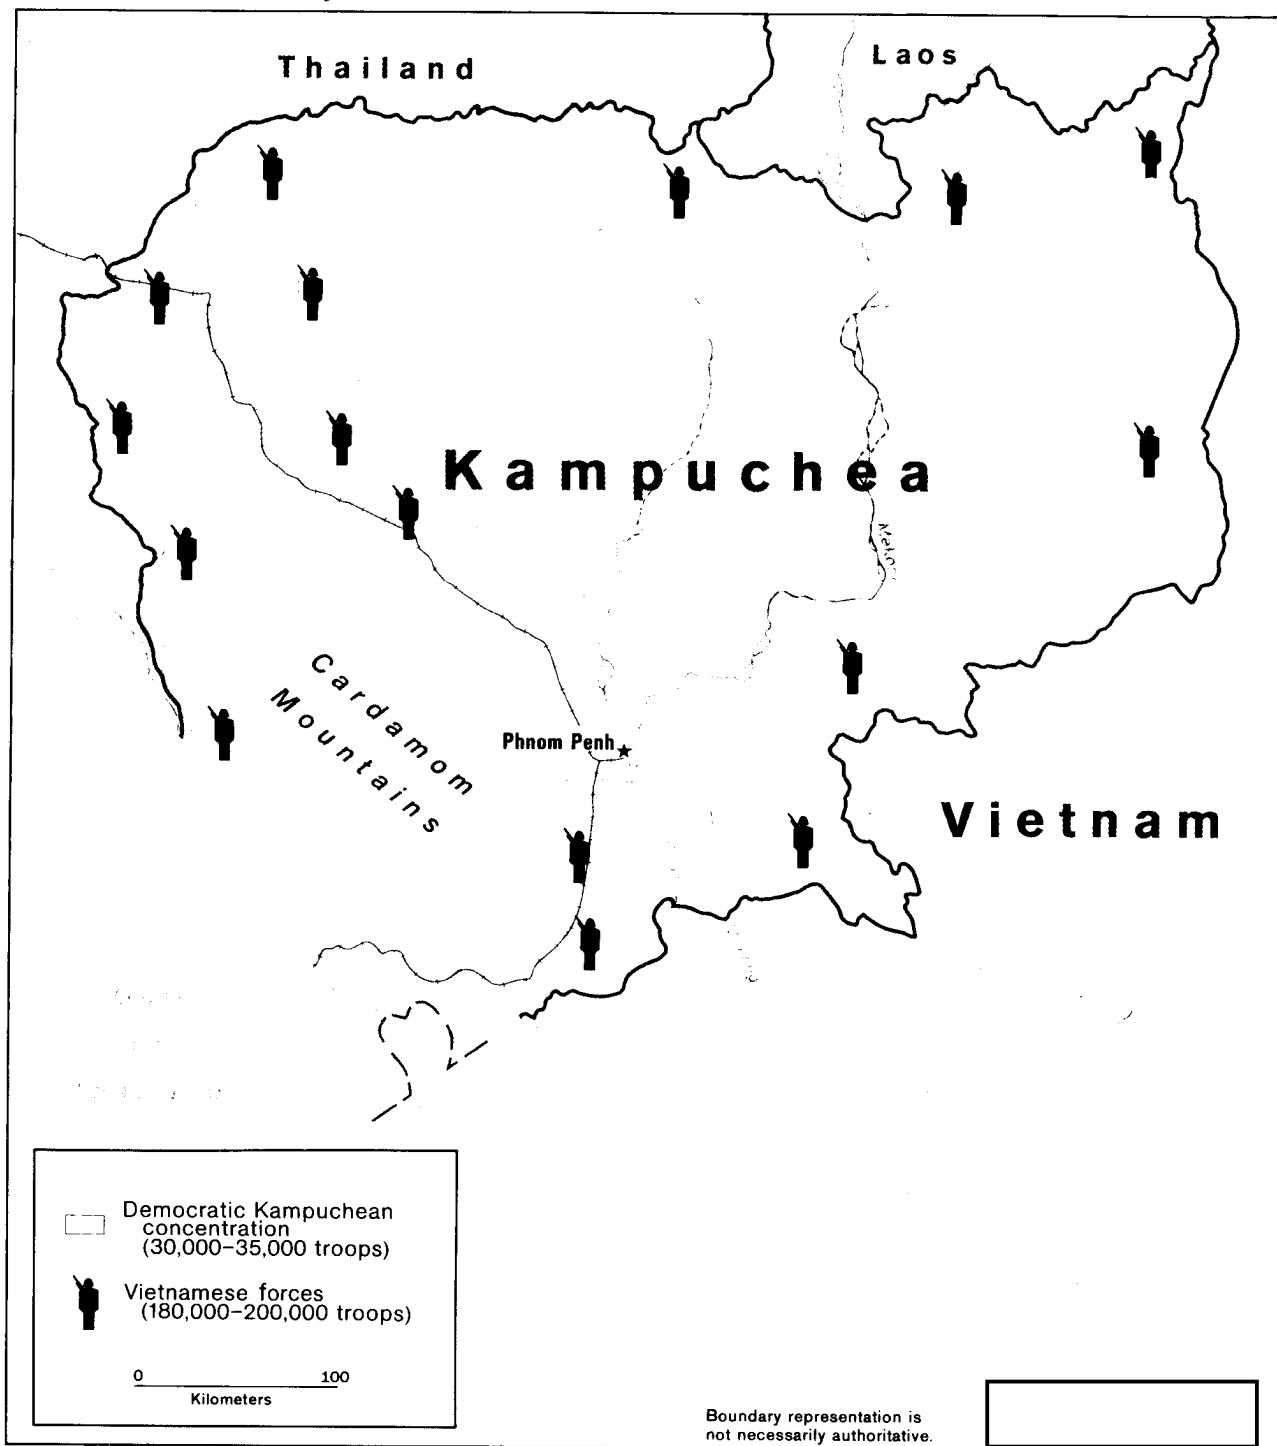 Thailand
Laos
Kampuchea
Cardamom
Mountains
Phnom Penh
Vietnam
Democratic Kampuchean
concentration
(30,000–35,000 troops)
Vietnamese forces
(180,000–200,000 troops)
0 100
Kilometers
Boundary representation is
not necessarily authoritative.